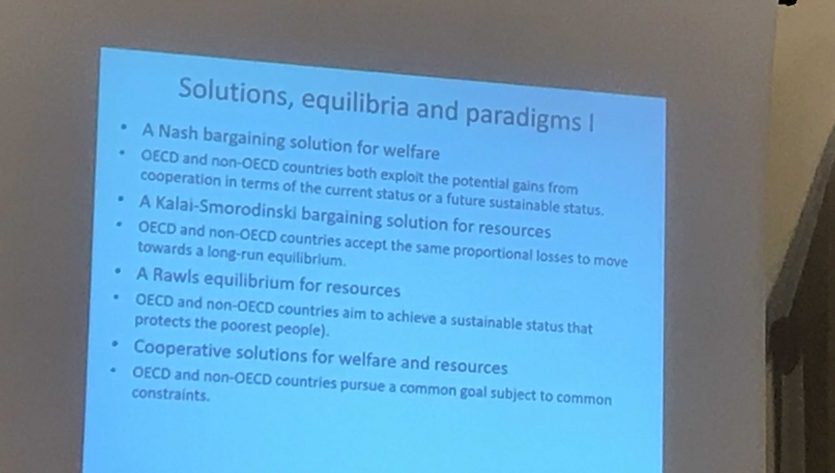 Solutions, equilibria and paradigms I
• A Nash bargaining solution for welfare
• OECD and non-OECD countries both exploit the potential gains from
cooperation in terms of the current status or a future sustainable status.
• A Kalai-Smorodinski bargaining solution for resources
• OECD and non-OECD countries accept the same proportional losses to move
towards a long-run equilibrium.
• A Rawls equilibrium for resources
• OECD and non-OECD countries aim to achieve a sustainable status that
protects the poorest people).
• Cooperative solutions for welfare and resources
• OECD and non-OECD countries pursue a common goal subject to common
constraints.